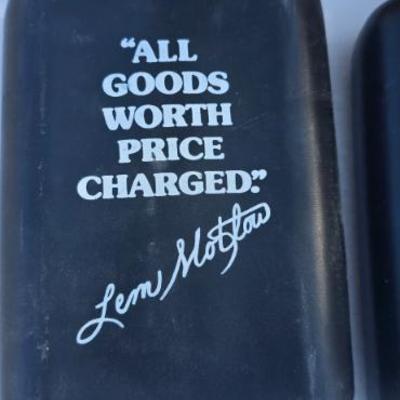 “ALL
GOODS
WORTH
PRICE
CHARGED.”
Lem Motlow